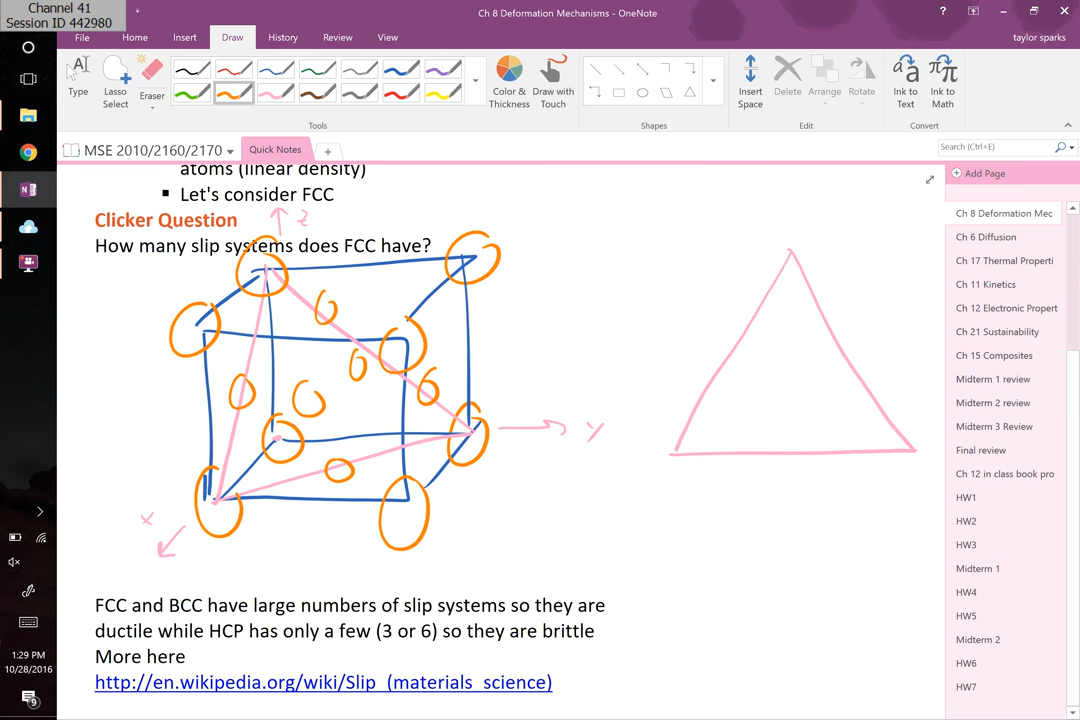 Channel 41
Session ID 442980
Ch 8 Deformation Mechanisms - OneNote
?
File
Home
Insert
Draw
History
Review
View
taylor sparks
Type
Lasso
Select
Eraser
Color &
Thickness
Draw with
Touch
Insert
Space
Delete
Arrange
Rotate
Ink to
Text
Ink to
Math
Tools
Shapes
Edit
Convert
MSE 2010/2160/2170
Quick Notes
+
Search (Ctrl+E)
atoms (linear density)
▪ Let's consider FCC
Clicker Question
How many slip systems does FCC have?
z
y
x
FCC and BCC have large numbers of slip systems so they are
ductile while HCP has only a few (3 or 6) so they are brittle
More here
http://en.wikipedia.org/wiki/Slip_(materials_science)
Add Page
Ch 8 Deformation Mec
Ch 6 Diffusion
Ch 17 Thermal Properti
Ch 11 Kinetics
Ch 12 Electronic Propert
Ch 21 Sustainability
Ch 15 Composites
Midterm 1 review
Midterm 2 review
Midterm 3 Review
Final review
Ch 12 in class book pro
HW1
HW2
HW3
Midterm 1
HW4
HW5
Midterm 2
HW6
HW7
1:29 PM
10/28/2016
9